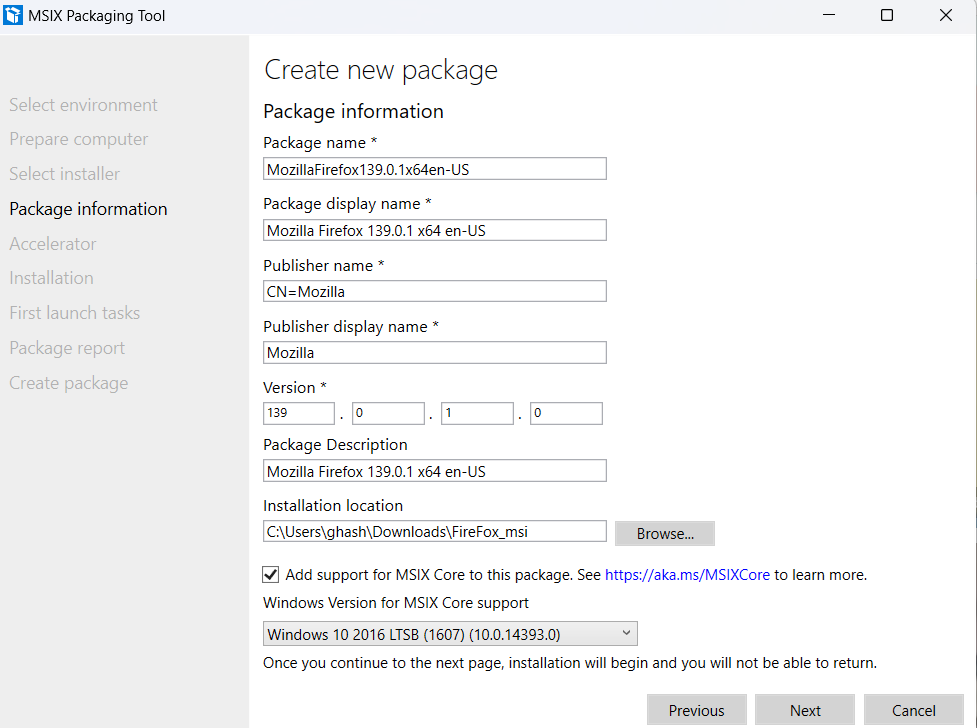 MSIX Packaging Tool
Select environment
Prepare computer
Select installer
Package information
Accelerator
Installation
First launch tasks
Package report
Create package
Create new package
Package information
Package name *
MozillaFirefox139.0.1x64en-US
Package display name *
Mozilla Firefox 139.0.1 x64 en-US
Publisher name *
CN=Mozilla
Publisher display name *
Mozilla
Version *
139 . 0 . 1 . 0
Package Description
Mozilla Firefox 139.0.1 x64 en-US
Installation location
C:\Users\ghash\Downloads\FireFox_msi
Browse...
Add support for MSIX Core to this package. See https://aka.ms/MSIXCore to learn more.
Windows Version for MSIX Core support
Windows 10 2016 LTSB (1607) (10.0.14393.0)
Once you continue to the next page, installation will begin and you will not be able to return.
Previous
Next
Cancel